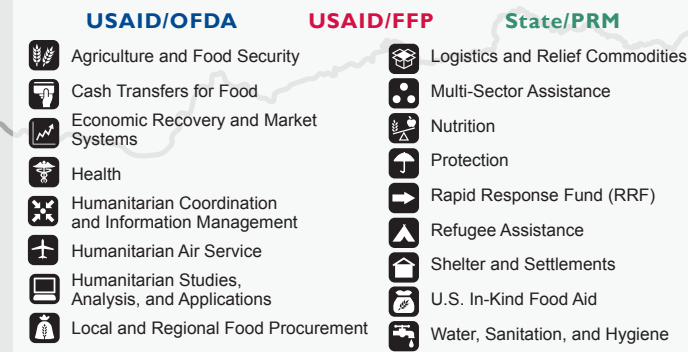 USAID/OFDA USAID/FFP State/PRM
Agriculture and Food Security
Cash Transfers for Food
Economic Recovery and Market
Systems
Health
Humanitarian Coordination
and Information Management
Humanitarian Air Service
Humanitarian Studies,
Analysis, and Applications
Local and Regional Food Procurement
Logistics and Relief Commodities
Multi-Sector Assistance
Nutrition
Protection
Rapid Response Fund (RRF)
Refugee Assistance
Shelter and Settlements
U.S. In-Kind Food Aid
Water, Sanitation, and Hygiene